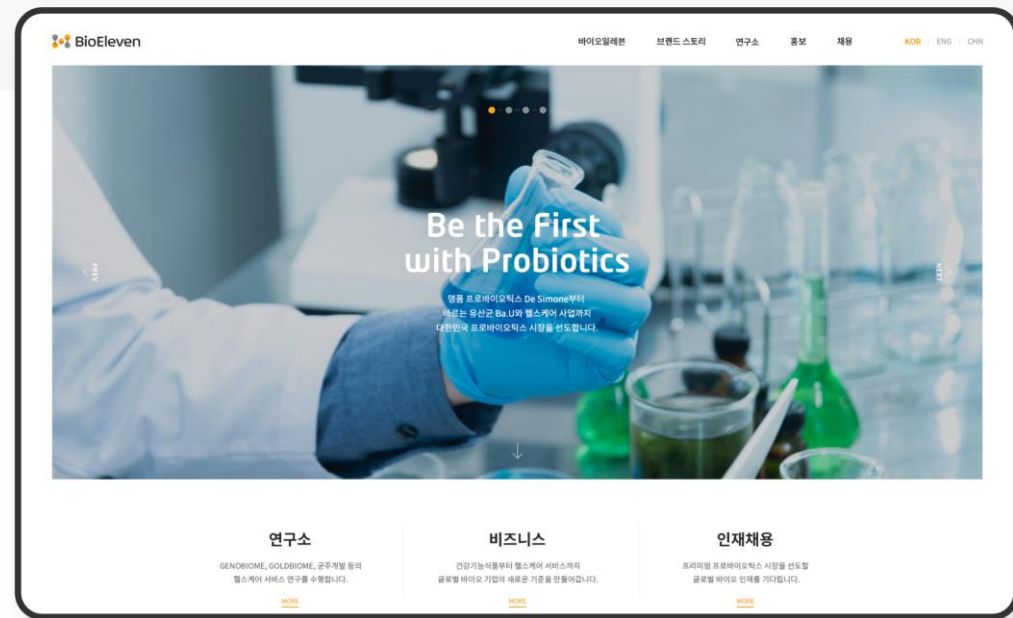 BioEleven
바이오일레븐 브랜드 스토리 연구소 홍보 채용 KOR ENG CHN
Be the First
with Probiotics
PREV
NEXT
명품 프로바이오틱스 De Simone부터
바르는 유산균 Ba.U와 헬스케어 사업까지
대한민국 프로바이오틱스 시장을 선도합니다.
연구소
GENOBIOME, GOLDBIOME, 균주개발 등의
헬스케어 서비스 연구를 수행합니다.
MORE
비즈니스
건강기능식품부터 헬스케어 서비스까지
글로벌 바이오 기업의 새로운 기준을 만들어갑니다.
MORE
인재채용
프리미엄 프로바이오틱스 시장을 선도할
글로벌 바이오 인재를 기다립니다.
MORE